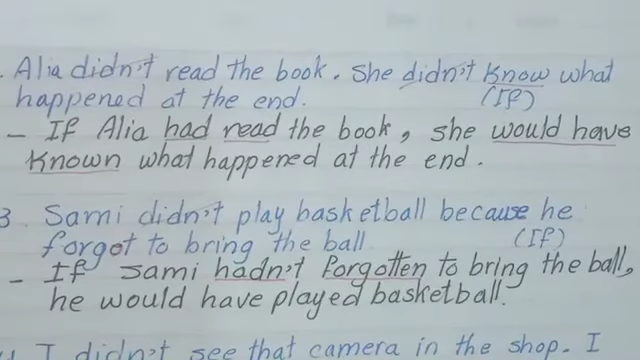 . Alia didn't read the book. She didn't know what
happened at the end. (If)
- If Alia had read the book, she would have
known what happened at the end.
3. Sami didn't play basketball because he
forgot to bring the ball (If)
- If Sami hadn't forgotten to bring the ball,
he would have played basketball.
I didn't see that camera in the shop. I